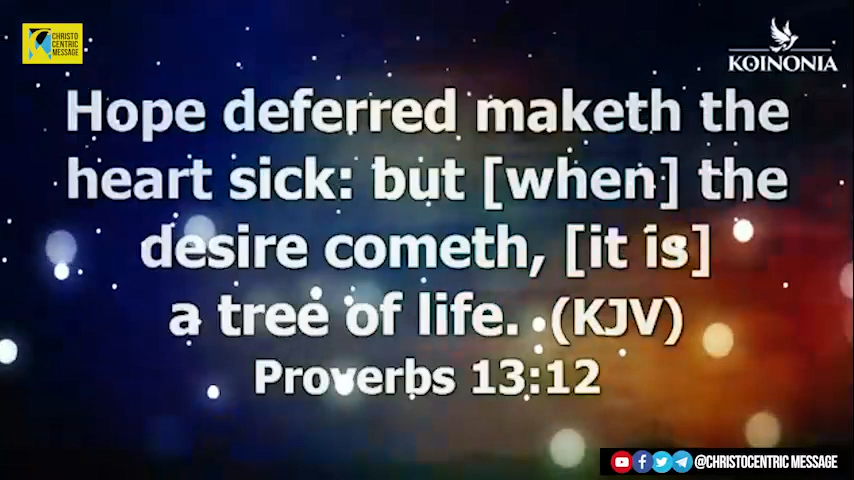 CHRISTO
CENTRIC
MESSAGE
KOINONIA
Hope deferred maketh the
heart sick: but [when] the
desire cometh, [it is]
a tree of life. (KJV)
Proverbs 13:12
@CHRISTOCENTRIC MESSAGE